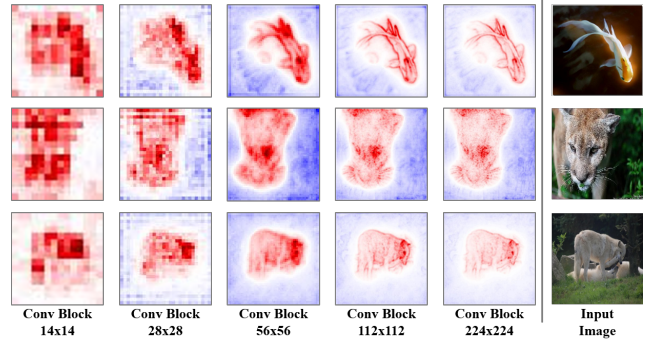 Conv Block Conv Block Conv Block Conv Block Conv Block Input
14x14 28x28 56x56 112x112 224x224 Image